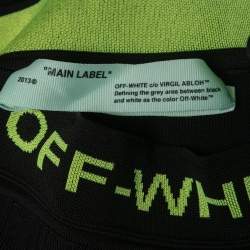 "MAIN LABEL"
2013©
OFF-WHITE c/o VIRGIL ABLOH™
Defining the grey area between black
and white as the color Off-White™
OFF-WHI